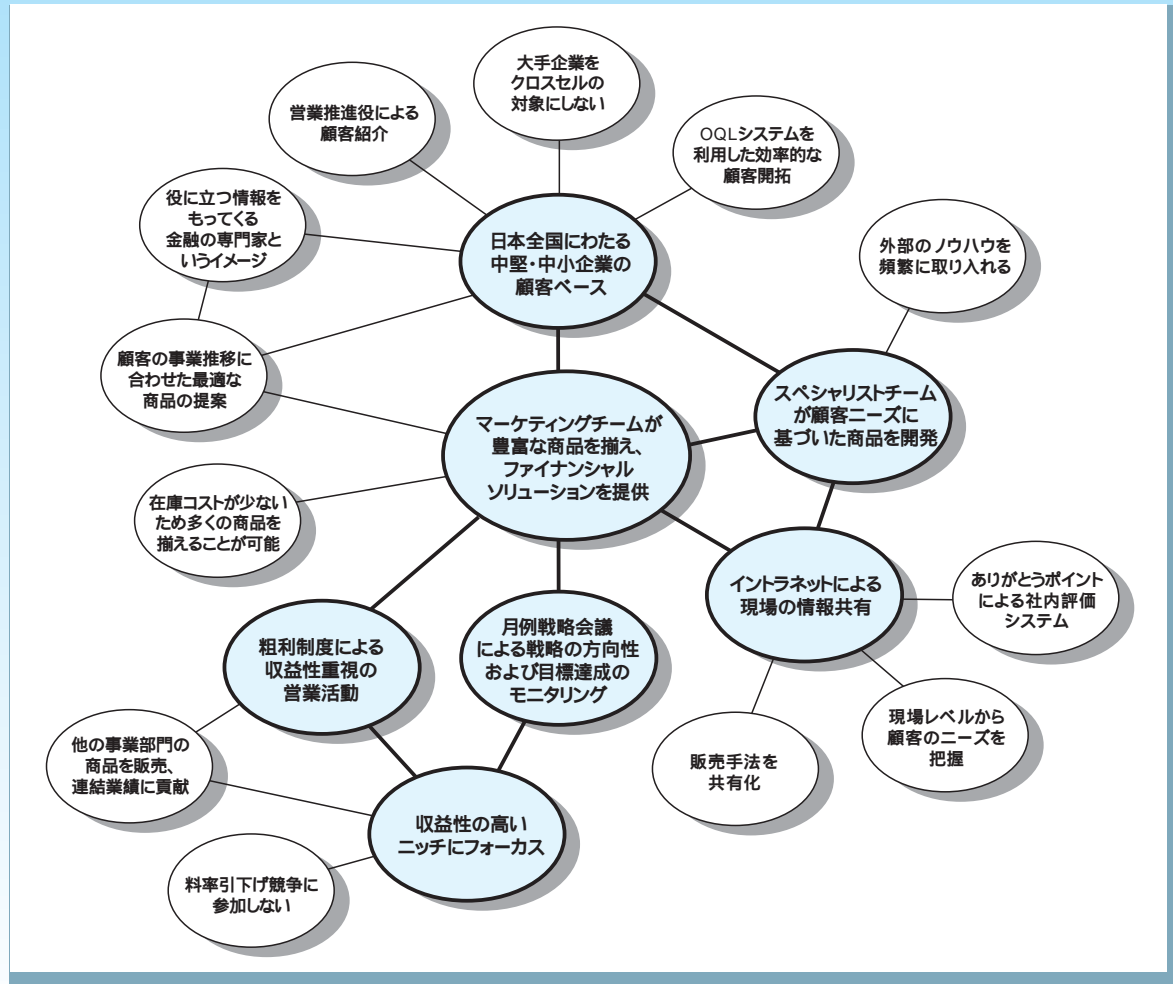 大手企業を
クロスセルの
対象にしない
営業推進役による
顧客紹介
OQLシステムを
利用した効率的な
顧客開拓
役に立つ情報を
もってくる
金融の専門家と
いうイメージ
日本全国にわたる
中堅・中小企業の
顧客ベース
外部のノウハウを
頻繁に取り入れる
顧客の事業推移に
合わせた最適な
商品の提案
スペシャリストチーム
が顧客ニーズに
基づいた商品を開発
マーケティングチームが
豊富な商品を揃え、
ファイナンシャル
ソリューションを提供
在庫コストが少ない
ため多くの商品を
揃えることが可能
イントラネットによる
現場の情報共有
ありがとうポイント
による社内評価
システム
粗利制度による
収益性重視の
営業活動
月例戦略会議
による戦略の方向性
および目標達成の
モニタリング
現場レベルから
顧客のニーズを
把握
販売手法を
共有化
他の事業部門の
商品を販売、
連結業績に貢献
収益性の高い
ニッチにフォーカス
料率引下げ競争に
参加しない